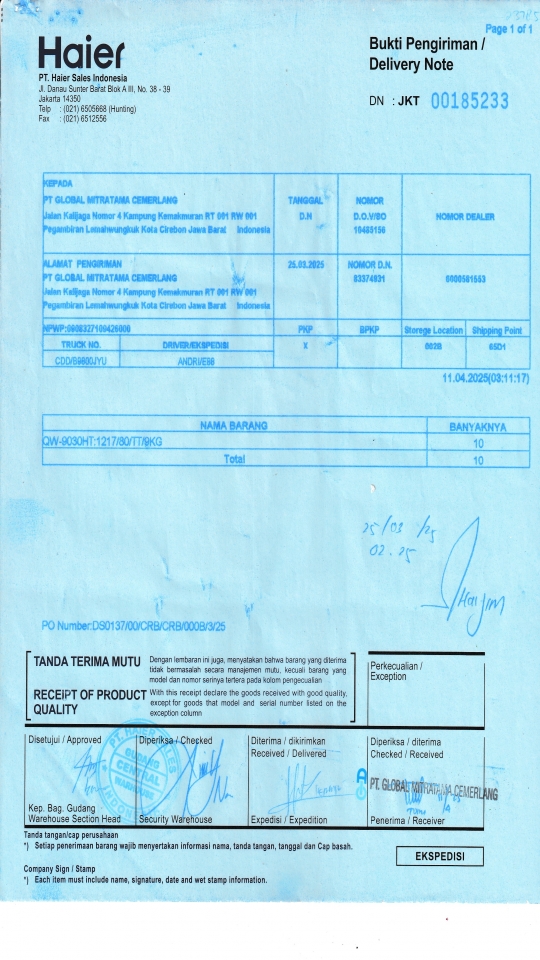 Page 1 of 1
Haier
PT. Haier Sales Indonesia
Jl. Danau Sunter Barat Blok A III, No. 38 - 39
Jakarta 14350
Telp : (021) 6505668 (Hunting)
Fax : (021) 6512556
Bukti Pengiriman /
Delivery Note
DN : JKT 00185233
KEPADA
PT GLOBAL MITRATAMA CEMERLANG
Jalan Kalijaga Nomor 4 Kampung Kemakmuran RT 001 RW 001
Pegambiran Lemahwungkuk Kota Cirebon Jawa Barat Indonesia
TANGGAL
D.N
NOMOR
D.O.V/SO
10485156
NOMOR DEALER
ALAMAT PENGIRIMAN
PT GLOBAL MITRATAMA CEMERLANG
Jalan Kalijaga Nomor 4 Kampung Kemakmuran RT 001 RW 001
Pegambiran Lemahwungkuk Kota Cirebon Jawa Barat Indonesia
25.03.2025
NOMOR D.N.
83374931
0000581553
NPWP:0908327109426000
PKP
BPKP
Storege Location
Shipping Point
TRUCK NO.
DRIVER/EKSPEDISI
X
002B
65D1
CDD/B9600JYU
ANDRI/E66
11.04.2025(03:11:17)
NAMA BARANG
BANYAKNYA
QW-9030HT:1217/80/TT/9KG
10
Total
10
25/03/25
02.25
PO Number:DS0137/00/CRB/CRB/000B/3/25
TANDA TERIMA MUTU
Dengan lembaran ini juga, menyatakan bahwa barang yang diterima
tidak bermasalah secara manajemen mutu, kecuali barang yang
model dan nomor serinya tertera pada kolom pengecualian
RECEIPT OF PRODUCT
QUALITY
With this receipt declare the goods received with good quality,
except for goods that model and serial number listed on the
exception column
Perkecualian /
Exception
Disetujui / Approved
Diperiksa / Checked
Diterima / dikirimkan
Received / Delivered
Diperiksa / diterima
Checked / Received
PT. HAIER SALES
GUDANG
CENTRAL
WAREHOUSE
INDONESIA
PT. GLOBAL MITRATAMA CEMERLANG
Kep. Bag. Gudang
Warehouse Section Head
Security Warehouse
Expedisi / Expedition
Penerima / Receiver
Tanda tangan/cap perusahaan
*) Setiap penerimaan barang wajib menyertakan informasi nama, tanda tangan, tanggal dan Cap basah.
EKSPEDISI
Company Sign / Stamp
*) Each item must include name, signature, date and wet stamp information.